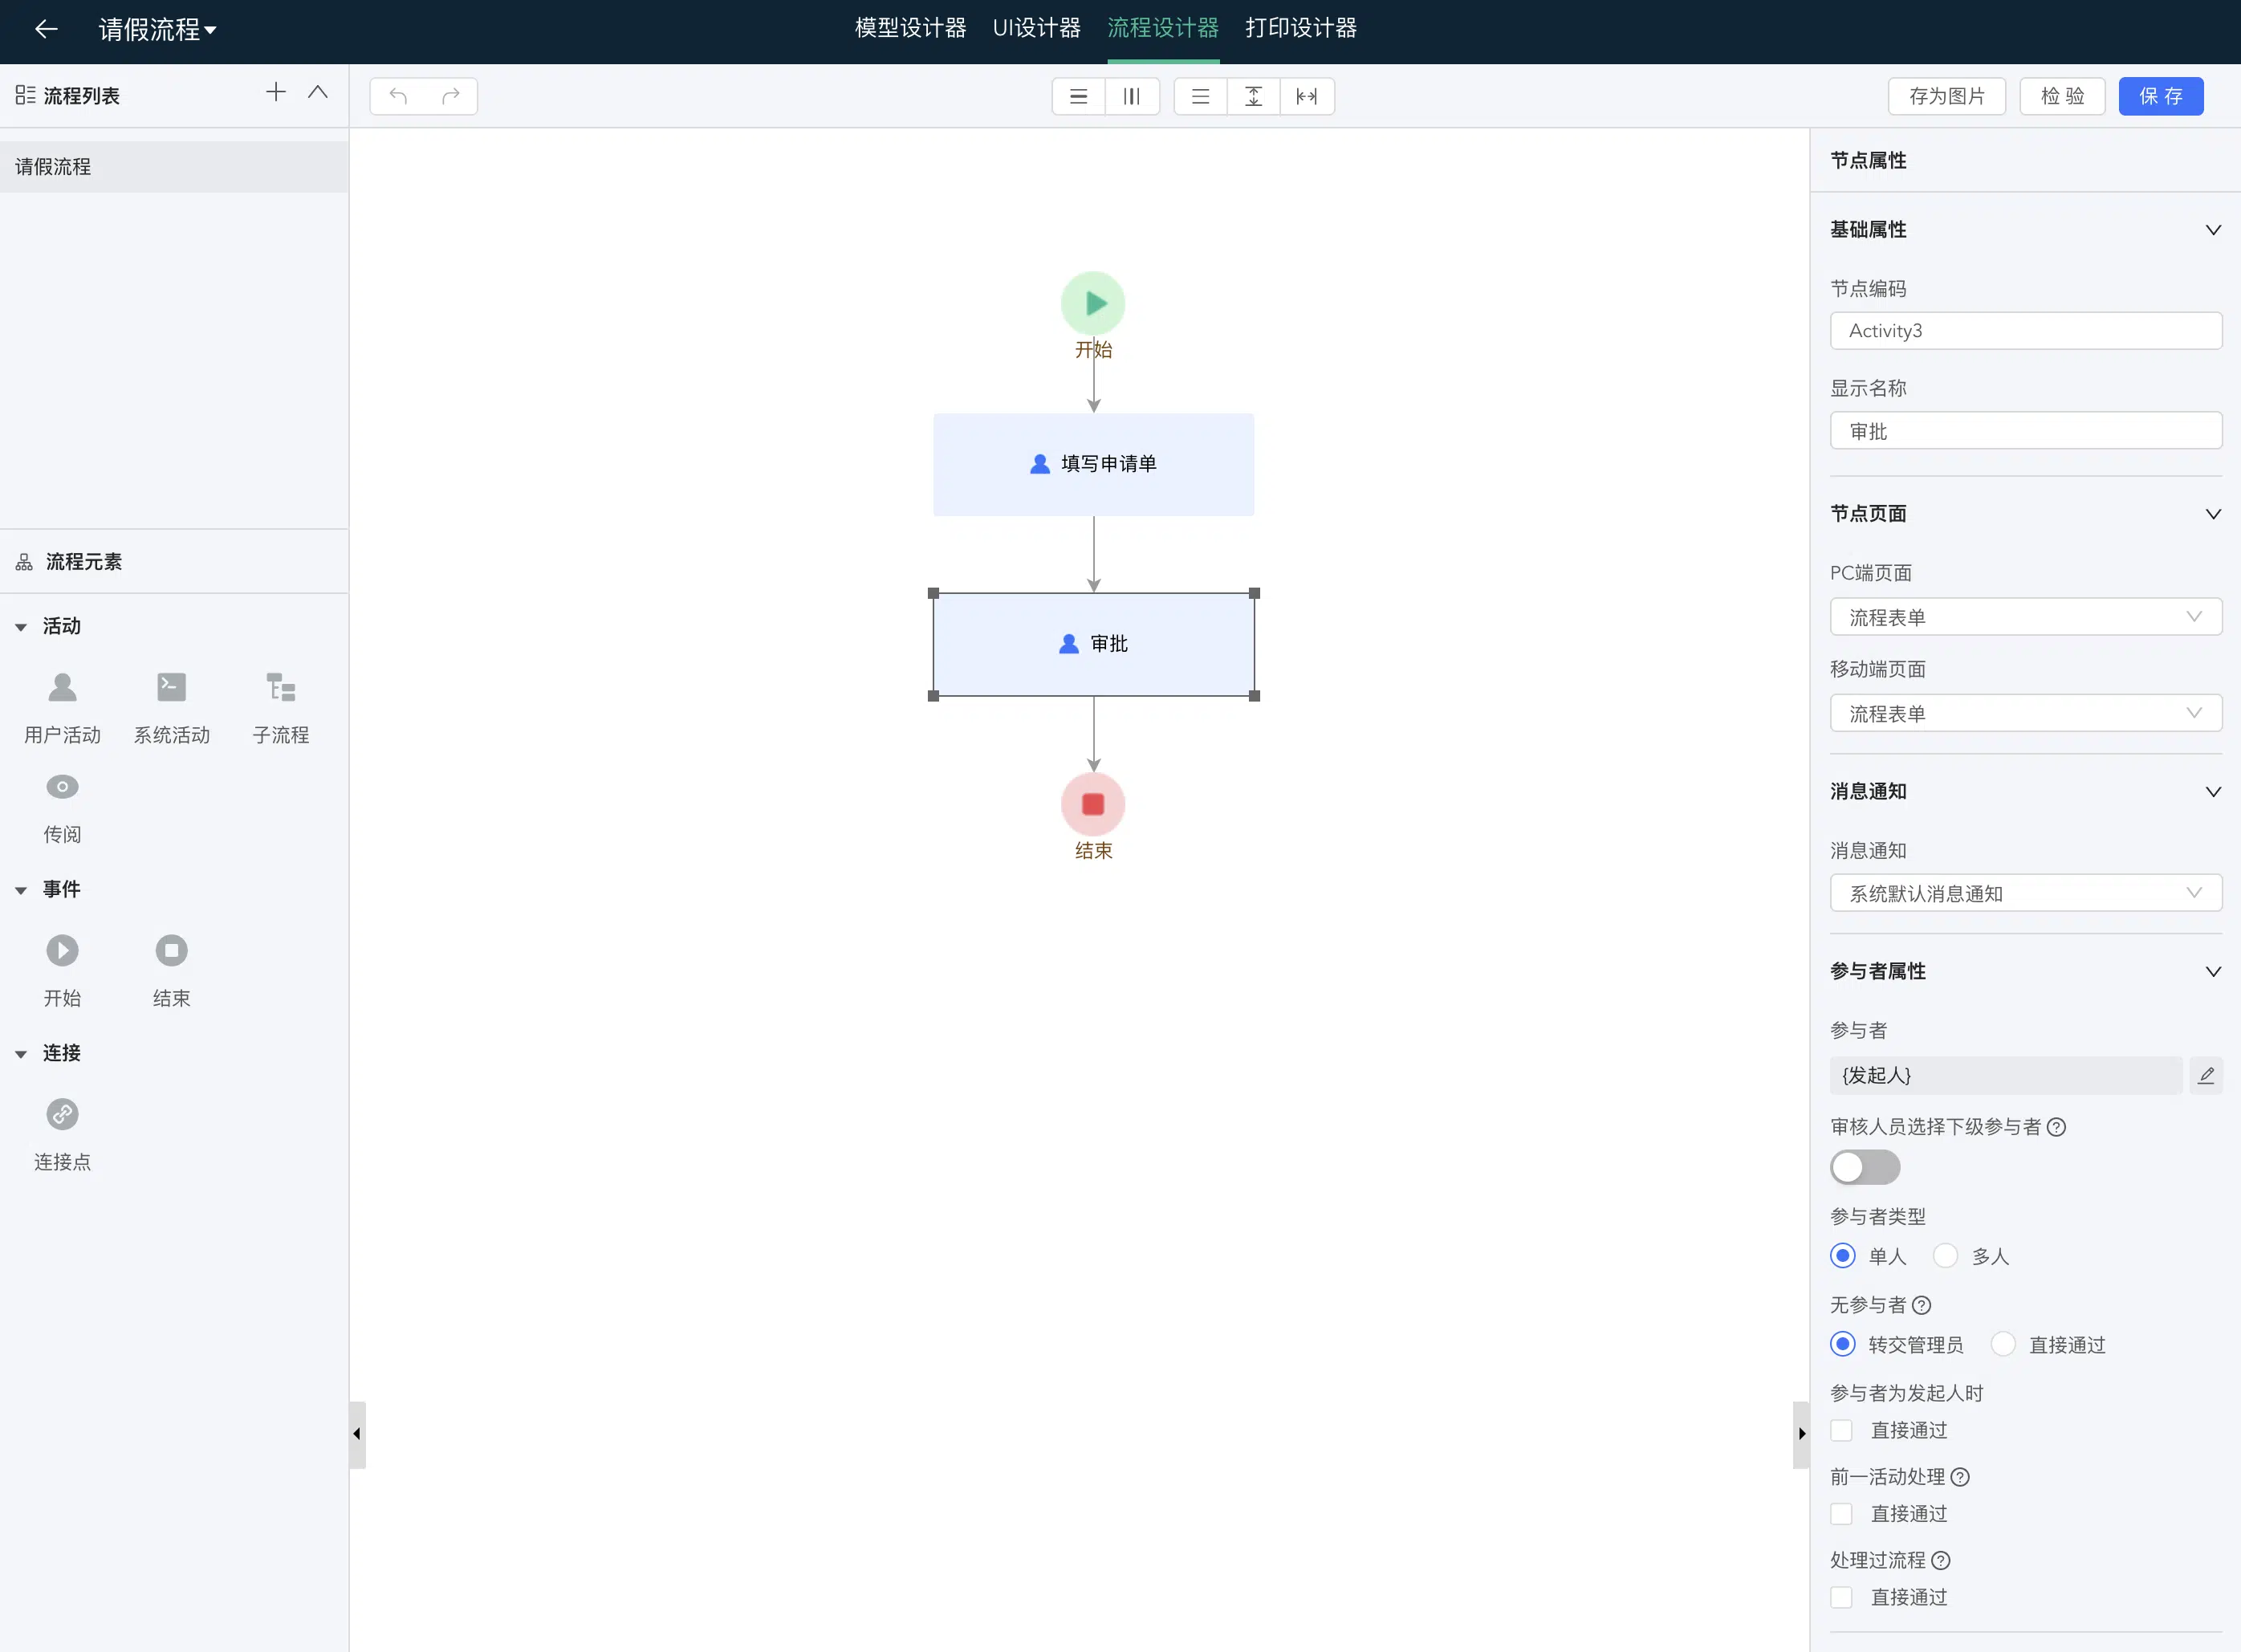 请假流程
模型设计器 UI设计器 流程设计器 打印设计器
流程列表
存为图片 检 验 保 存
请假流程
流程元素
活动
用户活动 系统活动 子流程
传阅
事件
开始 结束
连接
连接点
开始
填写申请单
审批
结束
节点属性
基础属性
节点编码
Activity3
显示名称
审批
节点页面
PC端页面
流程表单
移动端页面
流程表单
消息通知
消息通知
系统默认消息通知
参与者属性
参与者
{发起人}
审核人员选择下级参与者
参与者类型
单人 多人
无参与者
转交管理员 直接通过
参与者为发起人时
直接通过
前一活动处理
直接通过
处理过流程
直接通过